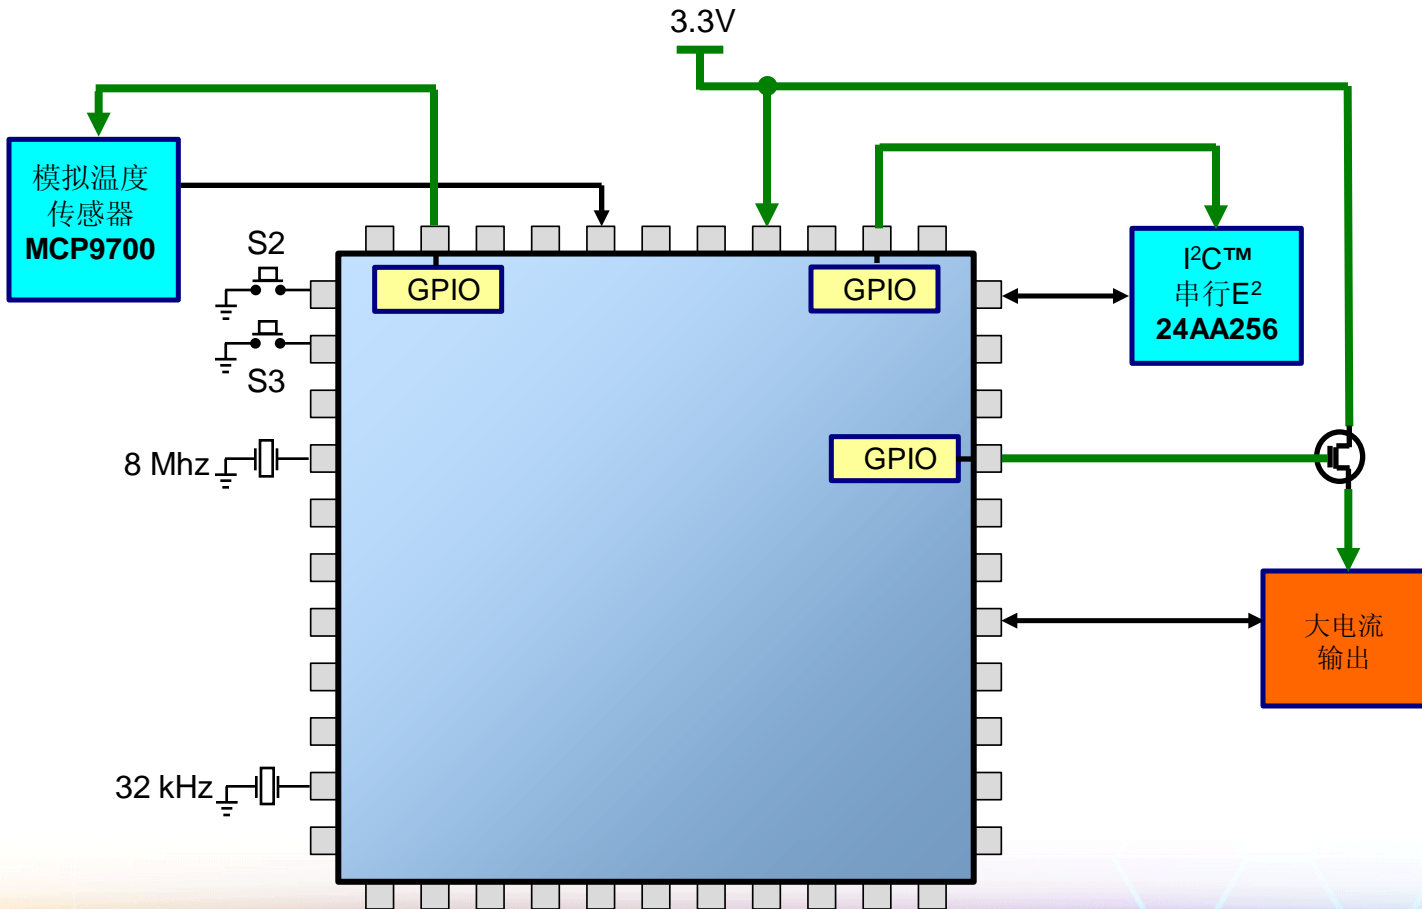 3.3V
模拟温度
传感器
MCP9700
S2
S3
GPIO
GPIO
I²C™
串行E²
24AA256
8 Mhz
GPIO
大电流
输出
32 kHz